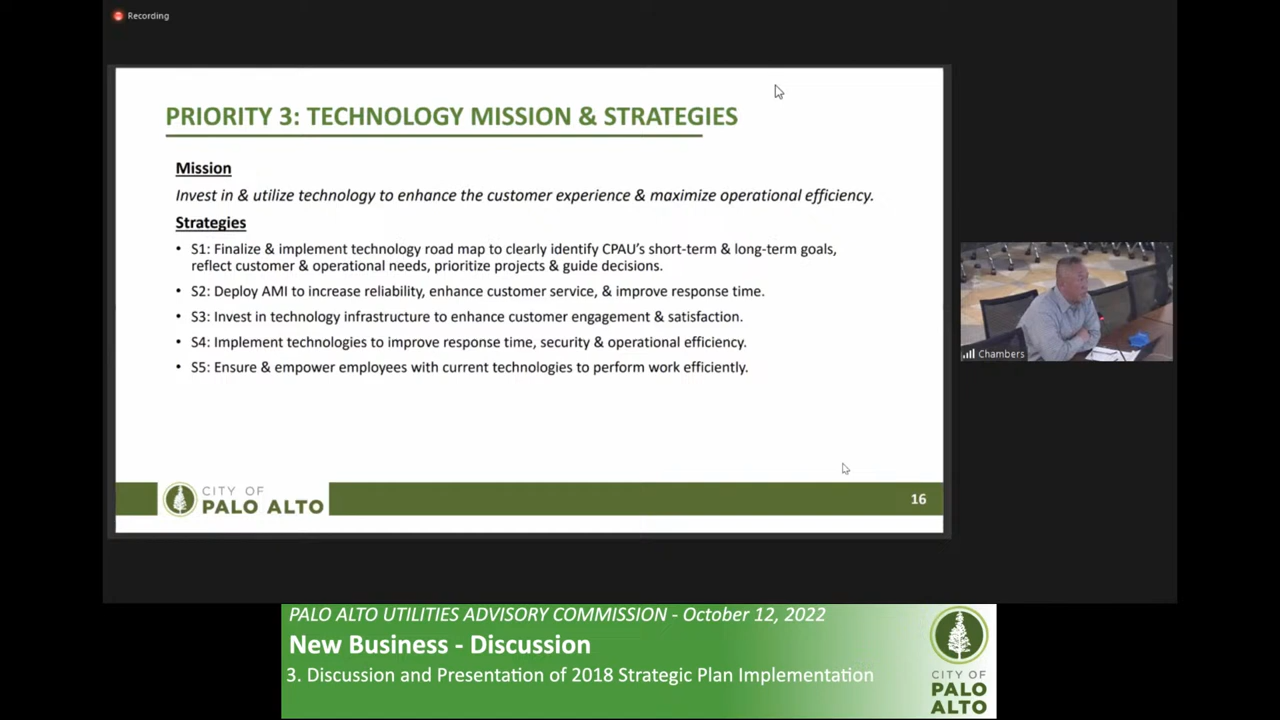 Recording
PRIORITY 3: TECHNOLOGY MISSION & STRATEGIES
Mission
Invest in & utilize technology to enhance the customer experience & maximize operational efficiency.
Strategies
• S1: Finalize & implement technology road map to clearly identify CPAU's short-term & long-term goals,
reflect customer & operational needs, prioritize projects & guide decisions.
• S2: Deploy AMI to increase reliability, enhance customer service, & improve response time.
• S3: Invest in technology infrastructure to enhance customer engagement & satisfaction.
• S4: Implement technologies to improve response time, security & operational efficiency.
• S5: Ensure & empower employees with current technologies to perform work efficiently.
CITY OF
PALO ALTO
16
Chambers
PALO ALTO UTILITIES ADVISORY COMMISSION - October 12, 2022
New Business - Discussion
3. Discussion and Presentation of 2018 Strategic Plan Implementation
CITY OF
PALO
ALTO